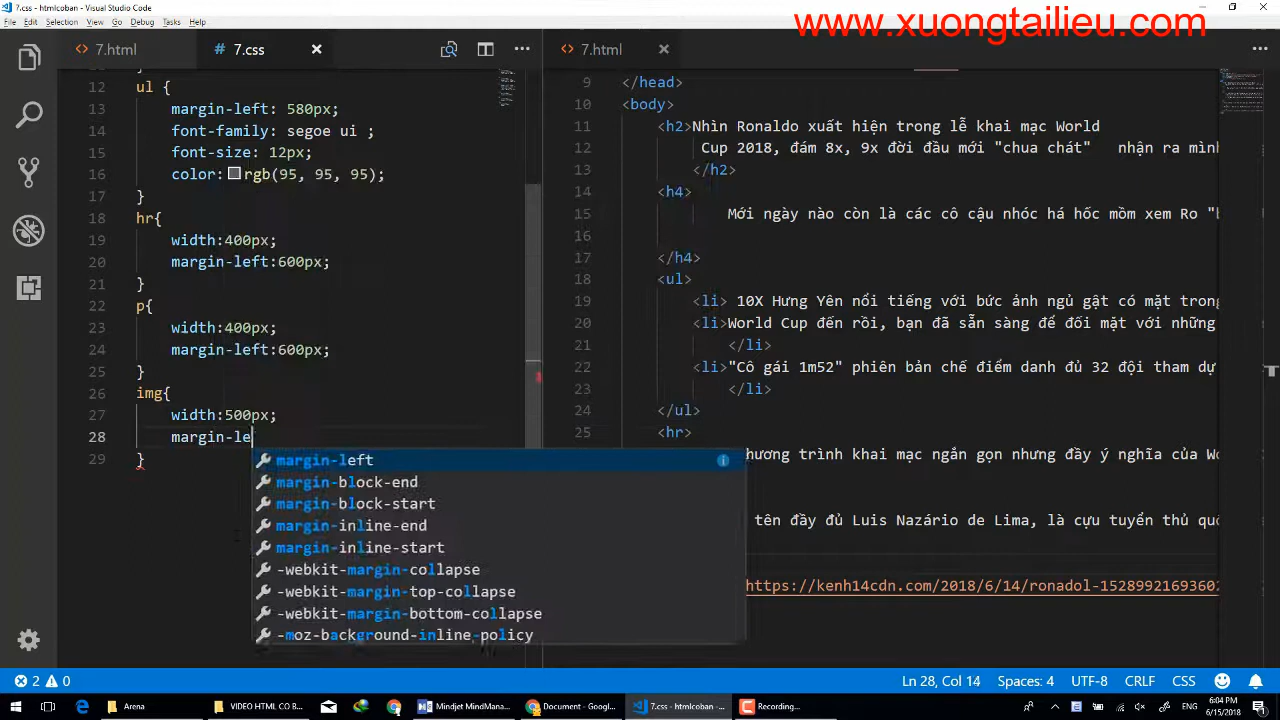 7.css - htmlcoban - Visual Studio Code
www.xuongtailieu.com
File Edit Selection View Go Debug Tasks Help
7.html
# 7.css
7.html
12 ul {
13 margin-left: 580px;
14 font-family: segoe ui ;
15 font-size: 12px;
16 color: rgb(95, 95, 95);
17 }
18 hr{
19 width:400px;
20 margin-left:600px;
21 }
22 p{
23 width:400px;
24 margin-left:600px;
25 }
26 img{
27 width:500px;
28 margin-le
29 }
margin-left
margin-block-end
margin-block-start
margin-inline-end
margin-inline-start
-webkit-margin-collapse
-webkit-margin-top-collapse
-webkit-margin-bottom-collapse
-moz-background-inline-policy
9 </head>
10 <body>
11 <h2>Nhìn Ronaldo xuất hiện trong lễ khai mạc World
12 Cup 2018, đám 8x, 9x đời đầu mới "chua chát" nhận ra mìn
13 </h2>
14 <h4>
15 Mới ngày nào còn là các cô cậu nhóc há hốc mồm xem Ro "b
16
17 </h4>
18 <ul>
19 <li> 10X Hưng Yên nổi tiếng với bức ảnh ngủ gật có mặt trong
20 <li>World Cup đến rồi, bạn đã sẵn sàng để đối mặt với những
21 </li>
22 <li>"Cô gái 1m52" phiên bản chế điểm danh đủ 32 đội tham dự
23 </li>
24 </ul>
25 <hr>
hương trình khai mạc ngắn gọn nhưng đầy ý nghĩa của Wo
tên đầy đủ Luis Nazário de Lima, là cựu tuyển thủ quố
https://kenh14cdn.com/2018/6/14/ronadol-1528992169360
2 0
Ln 28, Col 14 Spaces: 4 UTF-8 CRLF CSS
Arena
VIDEO HTML CO B...
Mindjet MindMana...
Document - Googl...
7.css - htmlcoban -...
Recording...
6:04 PM
6/15/2018